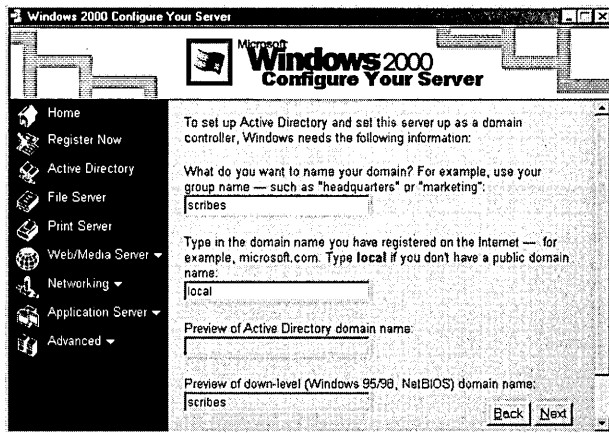 Windows 2000 Configure Your Server
Microsoft
Windows 2000
Configure Your Server
Home
Register Now
Active Directory
File Server
Print Server
Web/Media Server
Networking
Application Server
Advanced
To set up Active Directory and set this server up as a domain
controller, Windows needs the following information:
What do you want to name your domain? For example, use your
group name — such as "headquarters" or "marketing":
scribes
Type in the domain name you have registered on the Internet — for
example, microsoft.com. Type local if you don't have a public domain
name:
local
Preview of Active Directory domain name:
Preview of down-level (Windows 95/98, NetBIOS) domain name:
scribes
Back Next